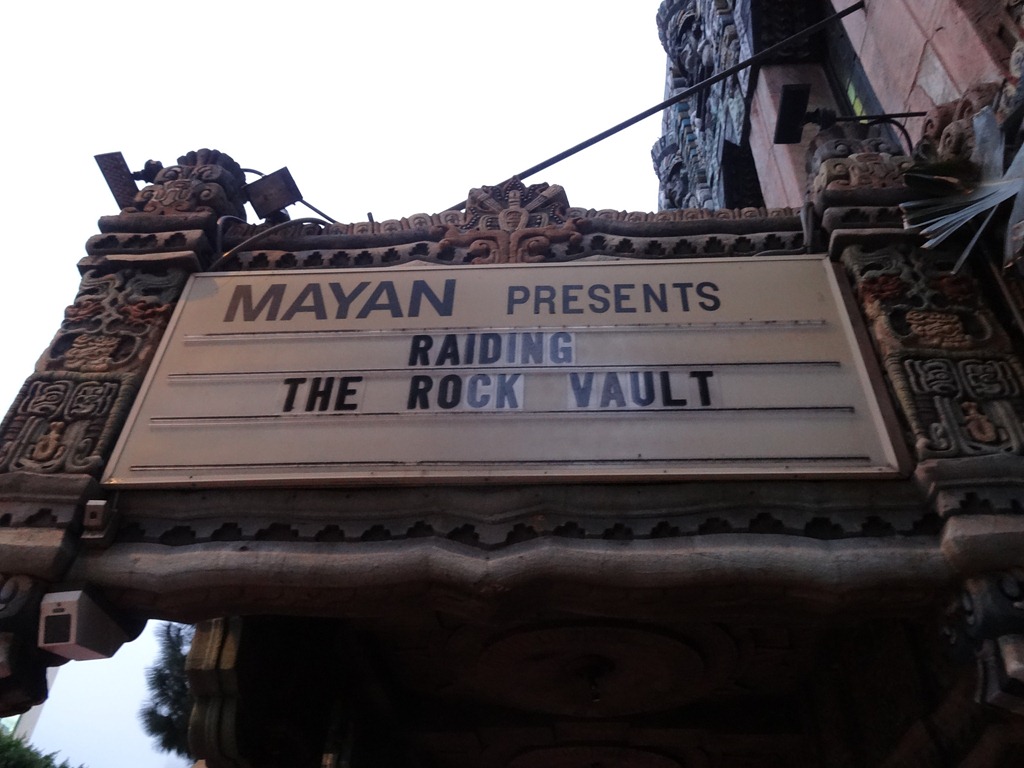 MAYAN PRESENTS
RAIDING
THE ROCK VAULT